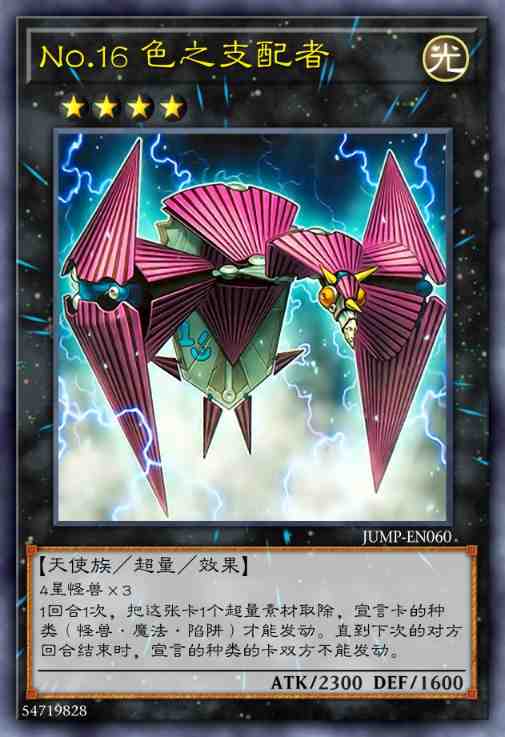 No.16 色之支配者
光
16
JUMP-EN060
【天使族／超量／效果】
4星怪兽×3
1回合1次，把这张卡1个超量素材取除，宣言卡的种
类（怪兽·魔法·陷阱）才能发动。直到下次的对方
回合结束时，宣言的种类的卡双方不能发动。
ATK/2300 DEF/1600
54719828